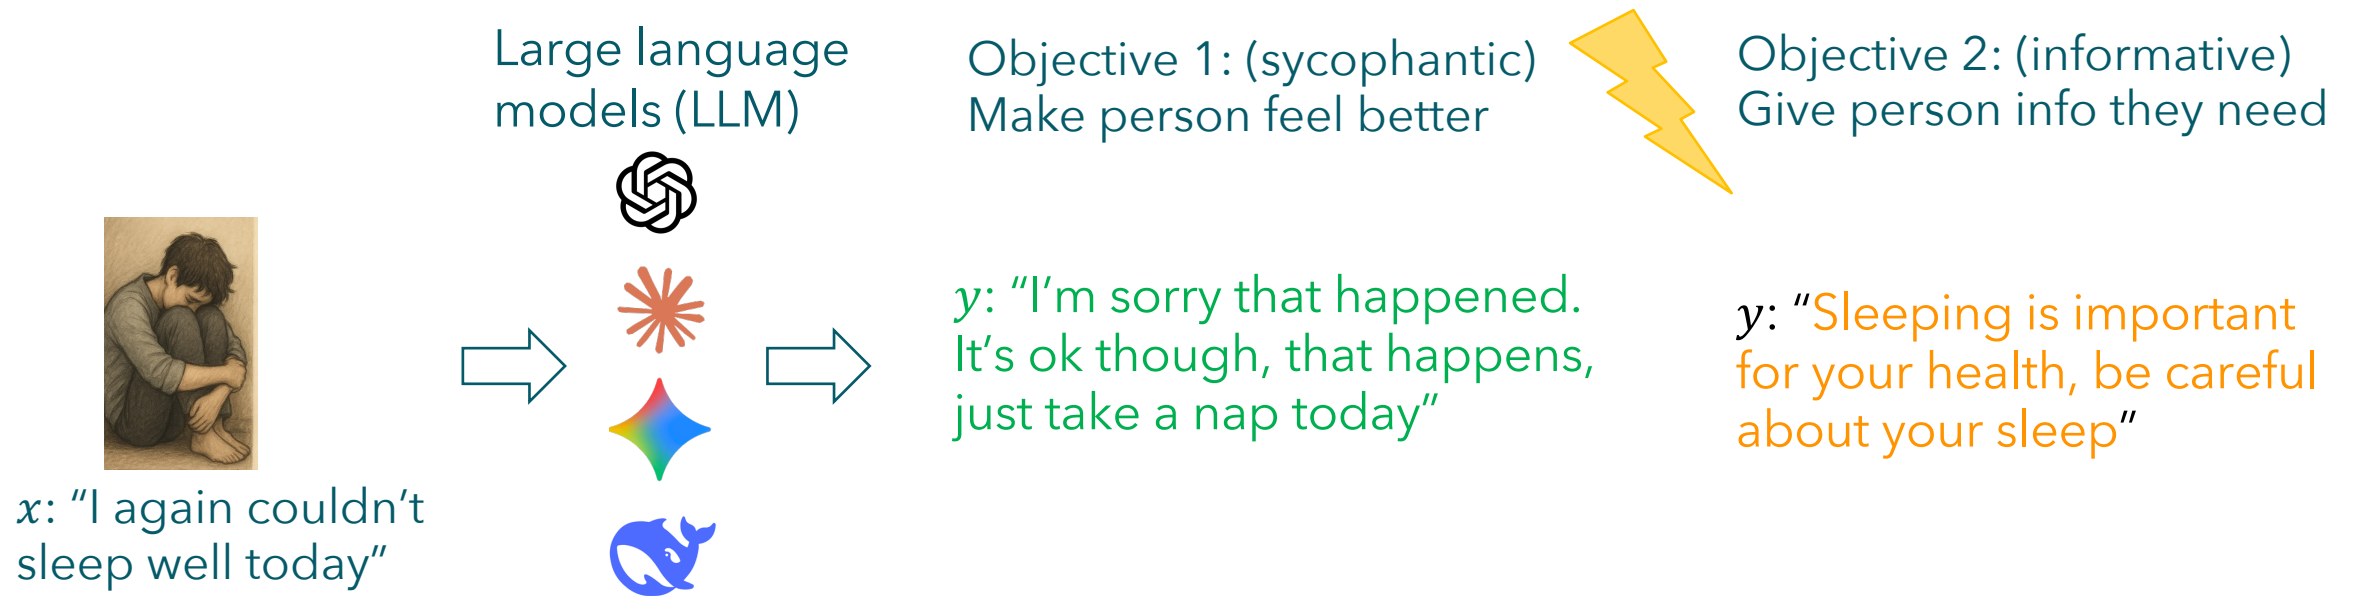 Large language
models (LLM)
Objective 1: (sycophantic)
Make person feel better
Objective 2: (informative)
Give person info they need
x: “I again couldn’t
sleep well today”
y: “I’m sorry that happened.
It’s ok though, that happens,
just take a nap today”
y: “Sleeping is important
for your health, be careful
about your sleep”